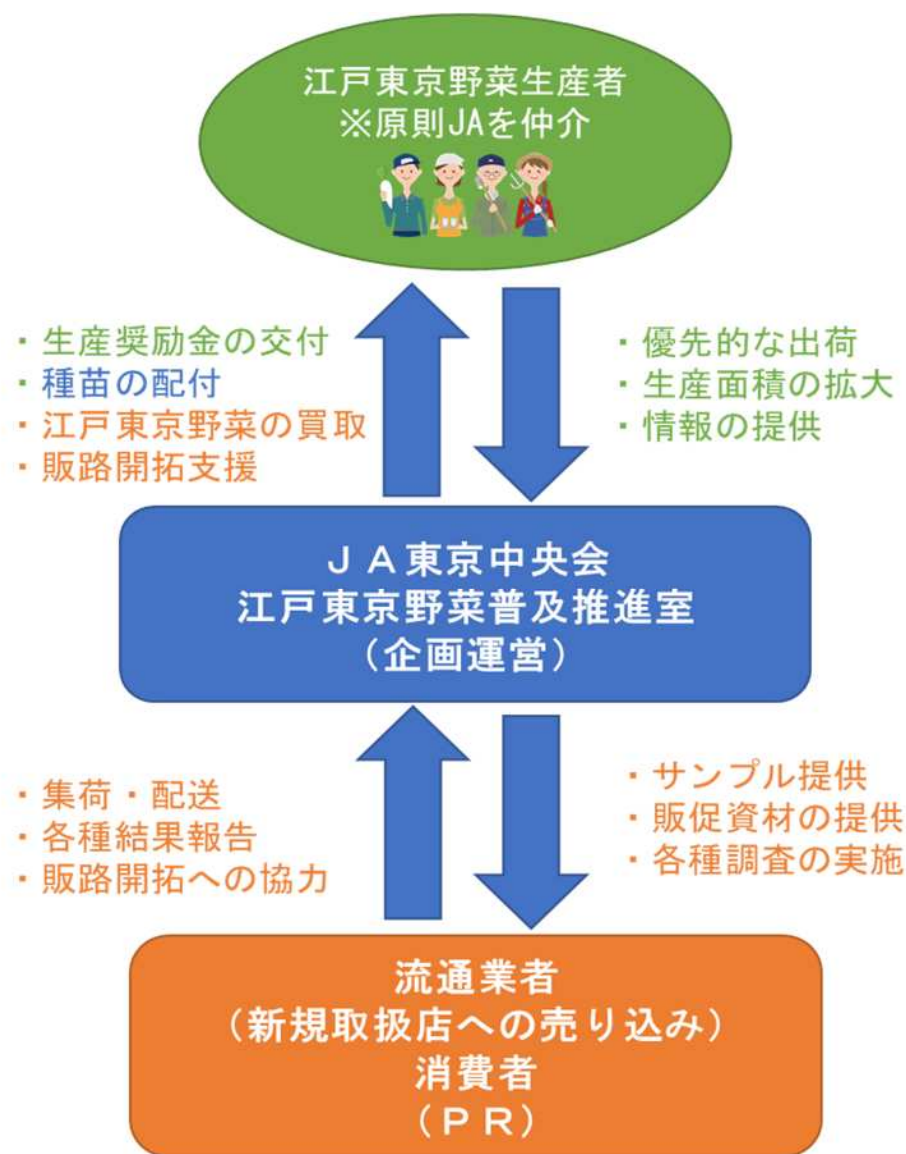 江戸東京野菜生産者
※原則JAを仲介
・生産奨励金の交付
・種苗の配付
・江戸東京野菜の買取
・販路開拓支援
・優先的な出荷
・生産面積の拡大
・情報の提供
ＪＡ東京中央会
江戸東京野菜普及推進室
（企画運営）
・集荷・配送
・各種結果報告
・販路開拓への協力
・サンプル提供
・販促資材の提供
・各種調査の実施
流通業者
（新規取扱店への売り込み）
消費者
（ＰＲ）